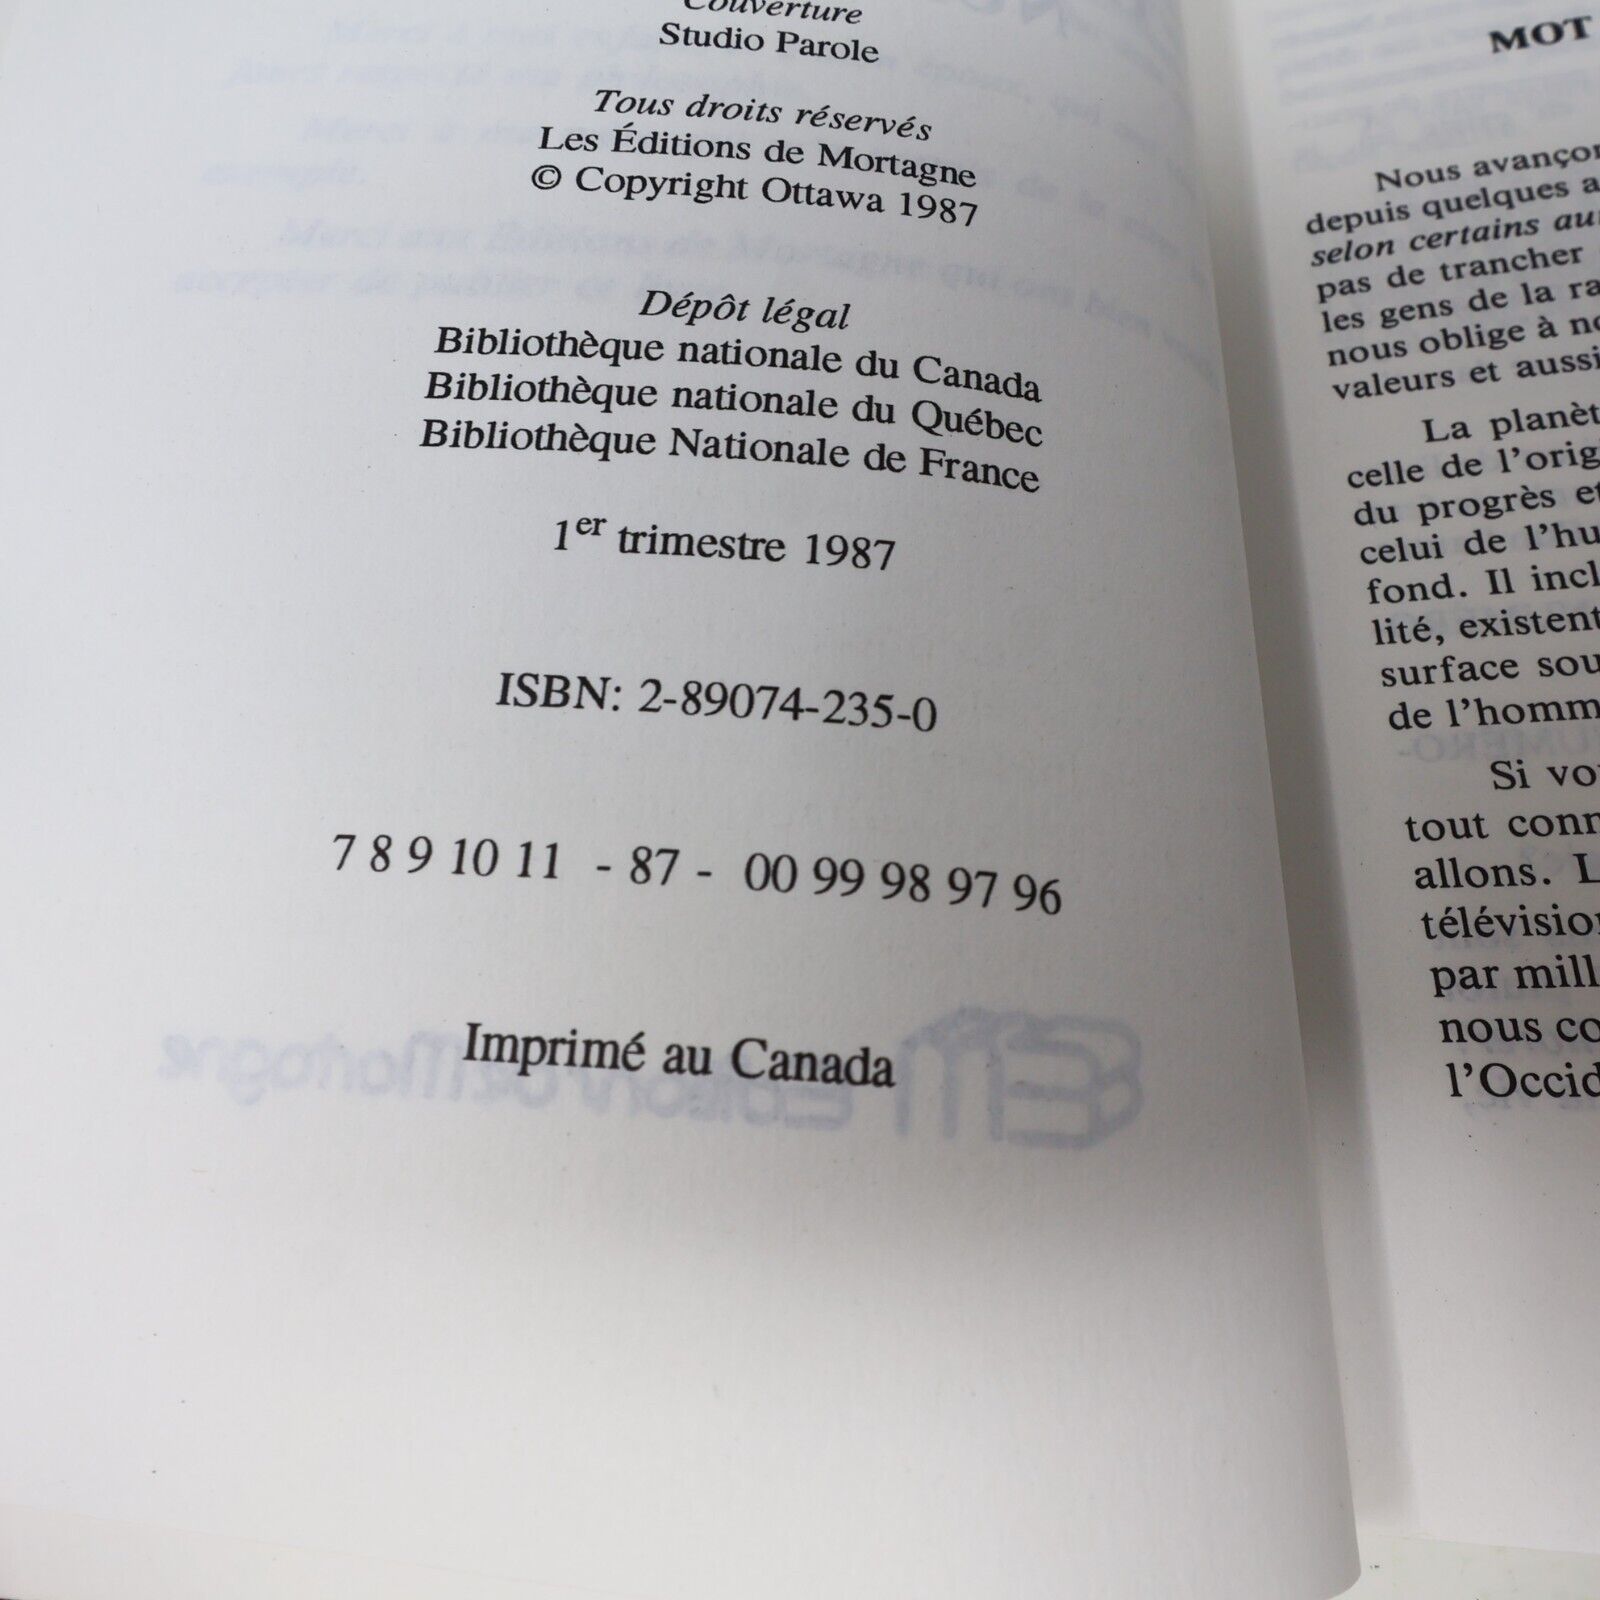 Couverture
Studio Parole
Tous droits réservés
Les Éditions de Mortagne
© Copyright Ottawa 1987
Dépôt légal
Bibliothèque nationale du Canada
Bibliothèque nationale du Québec
Bibliothèque Nationale de France
1er trimestre 1987
ISBN: 2-89074-235-0
7 8 9 10 11 - 87 - 00 99 98 97 96
Imprimé au Canada
MOT
Nous avançon
depuis quelques a
selon certains au
pas de trancher
les gens de la ra
nous oblige à no
valeurs et aussi
La planèt
celle de l'orig
du progrès et
celui de l'hu
fond. Il incl
lité, existent
surface sou
de l'homm
Si vou
tout conn
allons. L
télévision
par mill
nous co
l'Occid